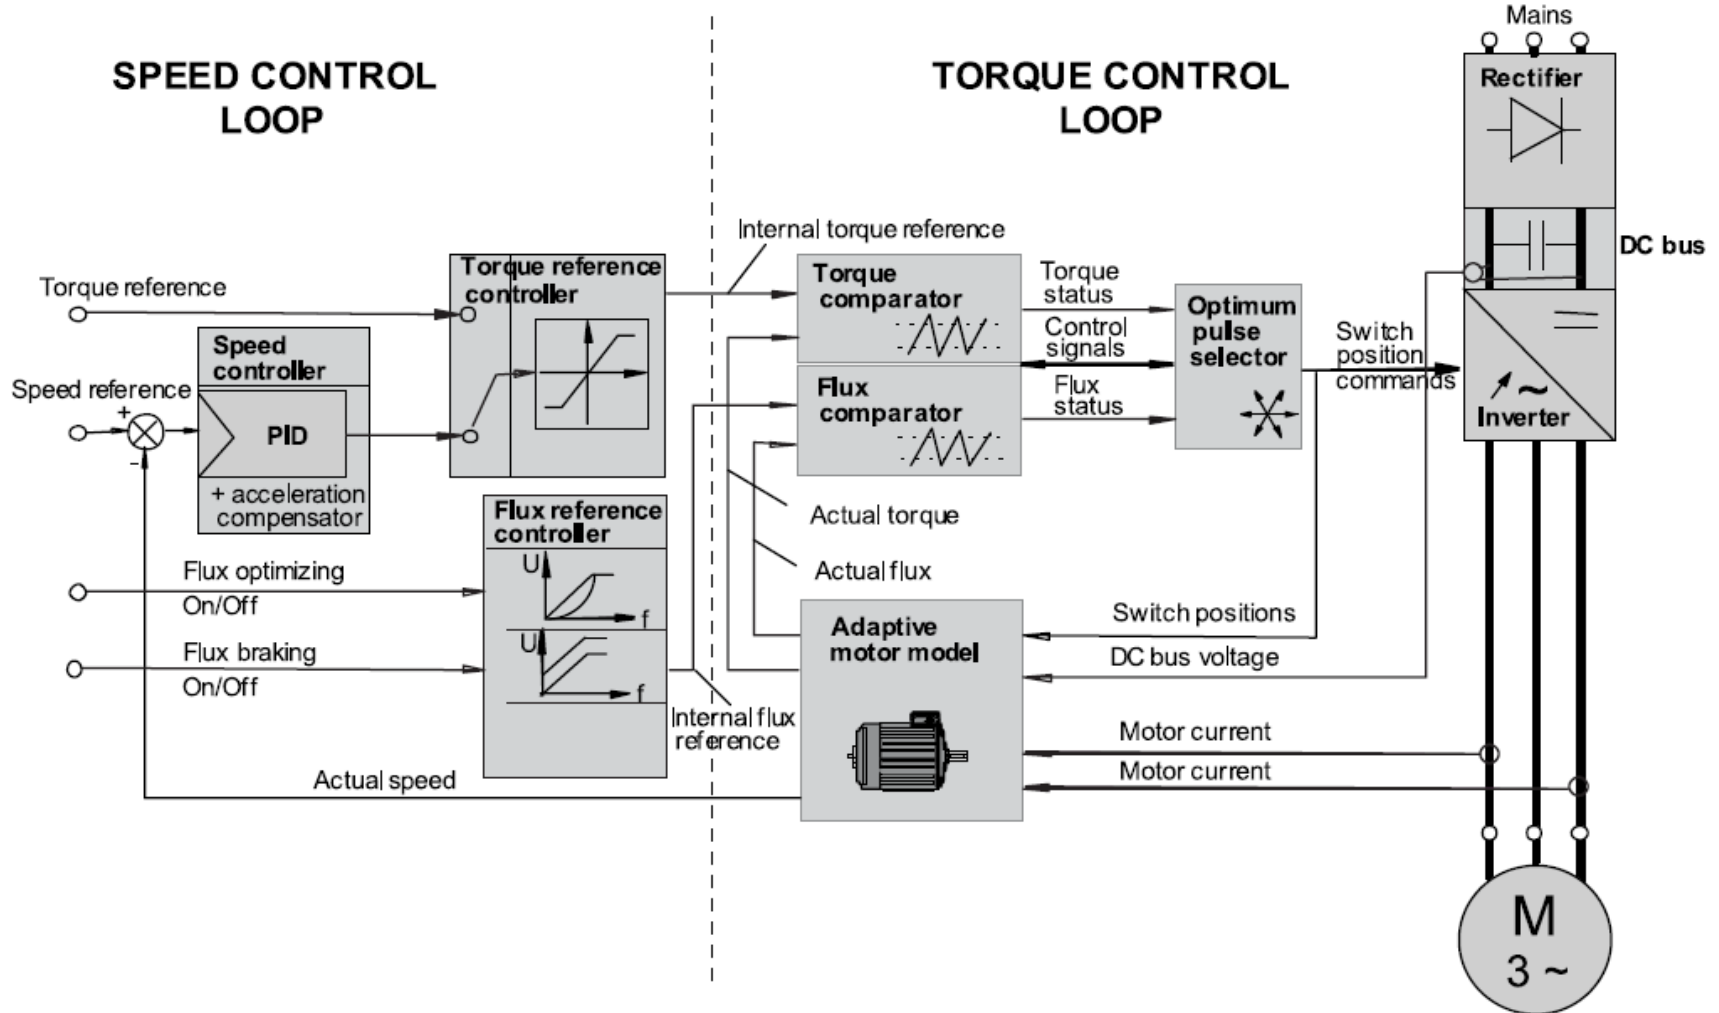 Mains
SPEED CONTROL
LOOP
TORQUE CONTROL
LOOP
Rectifier
DC bus
Internal torque reference
Torque reference
Torque reference
controller
Torque
comparator
Torque
status
Control
signals
Flux
status
Optimum
pulse
selector
Switch
position
commands
~
Inverter
Speed
controller
Speed reference
+
-
PID
+ acceleration
compensator
Flux
comparator
Actual torque
Actual flux
Flux reference
controller
U
f
U
f
Flux optimizing
On/Off
Flux braking
On/Off
Internal flux
reference
Adaptive
motor model
Switch positions
DC bus voltage
Motor current
Motor current
Actual speed
M
3 ~